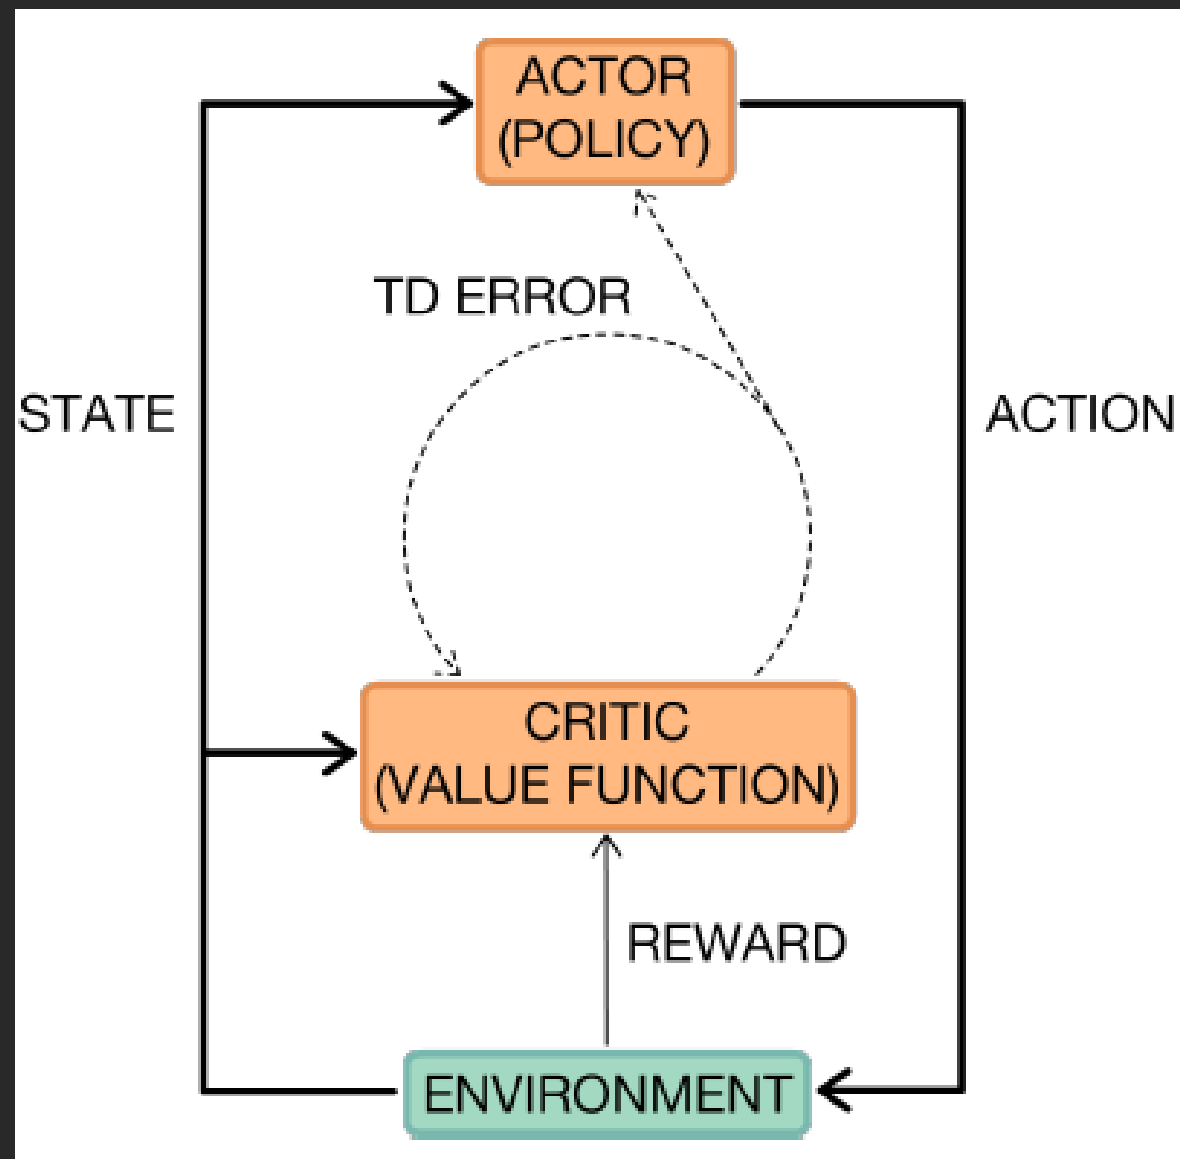 ACTOR
(POLICY)
TD ERROR
STATE
ACTION
CRITIC
(VALUE FUNCTION)
REWARD
ENVIRONMENT